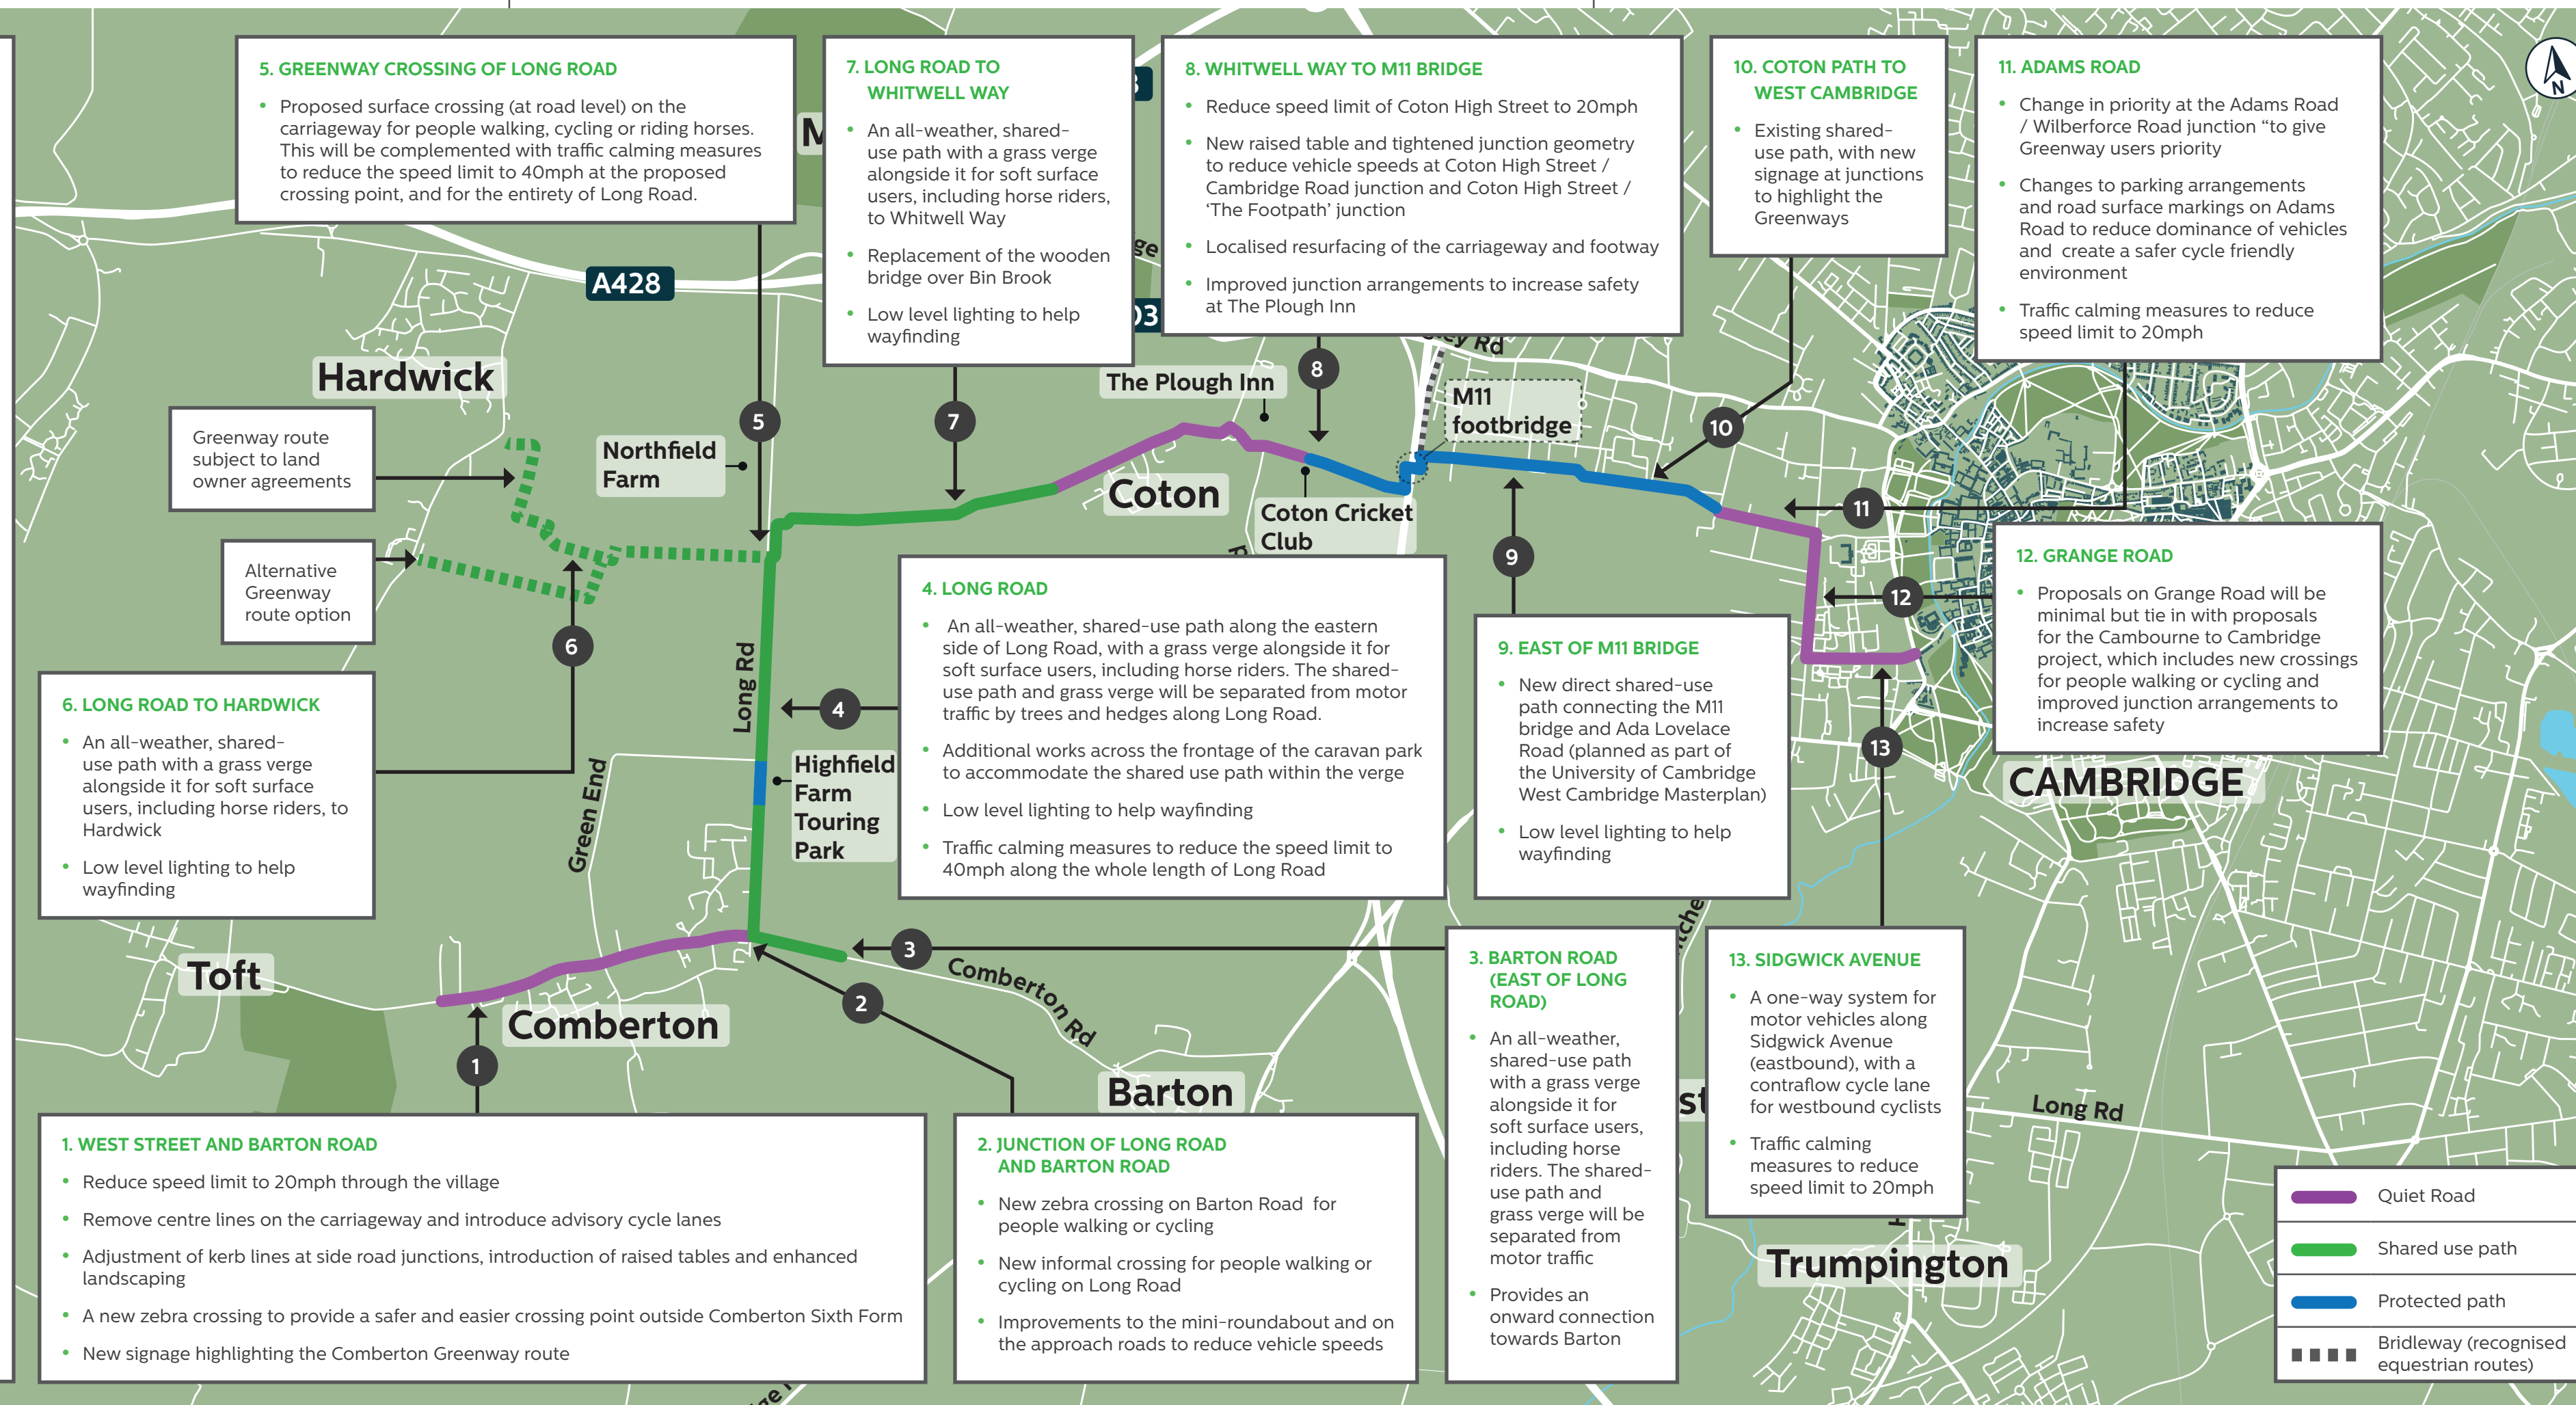 5. GREENWAY CROSSING OF LONG ROAD
• Proposed surface crossing (at road level) on the
carriageway for people walking, cycling or riding horses.
This will be complemented with traffic calming measures
to reduce the speed limit to 40mph at the proposed
crossing point, and for the entirety of Long Road.
7. LONG ROAD TO
WHITWELL WAY
• An all-weather, shared-
use path with a grass verge
alongside it for soft surface
users, including horse riders,
to Whitwell Way
• Replacement of the wooden
bridge over Bin Brook
• Low level lighting to help
wayfinding
8. WHITWELL WAY TO M11 BRIDGE
• Reduce speed limit of Coton High Street to 20mph
• New raised table and tightened junction geometry
to reduce vehicle speeds at Coton High Street /
Cambridge Road junction and Coton High Street /
‘The Footpath’ junction
• Localised resurfacing of the carriageway and footway
• Improved junction arrangements to increase safety
at The Plough Inn
10. COTON PATH TO
WEST CAMBRIDGE
• Existing shared-
use path, with new
signage at junctions
to highlight the
Greenways
11. ADAMS ROAD
• Change in priority at the Adams Road
/ Wilberforce Road junction “to give
Greenway users priority
• Changes to parking arrangements
and road surface markings on Adams
Road to reduce dominance of vehicles
and  create a safer cycle friendly
environment
• Traffic calming measures to reduce
speed limit to 20mph
N
M
A428
ge
03
Rd
Hardwick
The Plough Inn
8
M11
footbridge
5
7
10
Greenway route
subject to land
owner agreements
Northfield
Farm
Coton
Coton Cricket
Club
11
9
Alternative
Greenway
route option
6
12
12. GRANGE ROAD
• Proposals on Grange Road will be
minimal but tie in with proposals
for the Cambourne to Cambridge
project, which includes new crossings
for people walking or cycling and
improved junction arrangements to
increase safety
4. LONG ROAD
• An all-weather, shared-use path along the eastern
side of Long Road, with a grass verge alongside it for
soft surface users, including horse riders. The shared-
use path and grass verge will be separated from motor
traffic by trees and hedges along Long Road.
• Additional works across the frontage of the caravan park
to accommodate the shared use path within the verge
• Low level lighting to help wayfinding
• Traffic calming measures to reduce the speed limit to
40mph along the whole length of Long Road
9. EAST OF M11 BRIDGE
• New direct shared-use
path connecting the M11
bridge and Ada Lovelace
Road (planned as part of
the University of Cambridge
West Cambridge Masterplan)
• Low level lighting to help
wayfinding
6. LONG ROAD TO HARDWICK
• An all-weather, shared-
use path with a grass verge
alongside it for soft surface
users, including horse riders, to
Hardwick
• Low level lighting to help
wayfinding
Long Rd
4
13
CAMBRIDGE
Highfield
Farm
Touring
Park
Green End
Toft
3
Comberton Rd
2
Comberton
1
Barton
st
3. BARTON ROAD
(EAST OF LONG
ROAD)
• An all-weather,
shared-use path
with a grass verge
alongside it for
soft surface users,
including horse
riders. The shared-
use path and
grass verge will be
separated from
motor traffic
• Provides an
onward connection
towards Barton
13. SIDGWICK AVENUE
• A one-way system for
motor vehicles along
Sidgwick Avenue
(eastbound), with a
contraflow cycle lane
for westbound cyclists
• Traffic calming
measures to reduce
speed limit to 20mph
Long Rd
Trumpington
1. WEST STREET AND BARTON ROAD
• Reduce speed limit to 20mph through the village
• Remove centre lines on the carriageway and introduce advisory cycle lanes
• Adjustment of kerb lines at side road junctions, introduction of raised tables and enhanced
landscaping
• A new zebra crossing to provide a safer and easier crossing point outside Comberton Sixth Form
• New signage highlighting the Comberton Greenway route
2. JUNCTION OF LONG ROAD
AND BARTON ROAD
• New zebra crossing on Barton Road  for
people walking or cycling
• New informal crossing for people walking or
cycling on Long Road
• Improvements to the mini-roundabout and on
the approach roads to reduce vehicle speeds
Quiet Road
Shared use path
Protected path
Bridleway (recognised
equestrian routes)